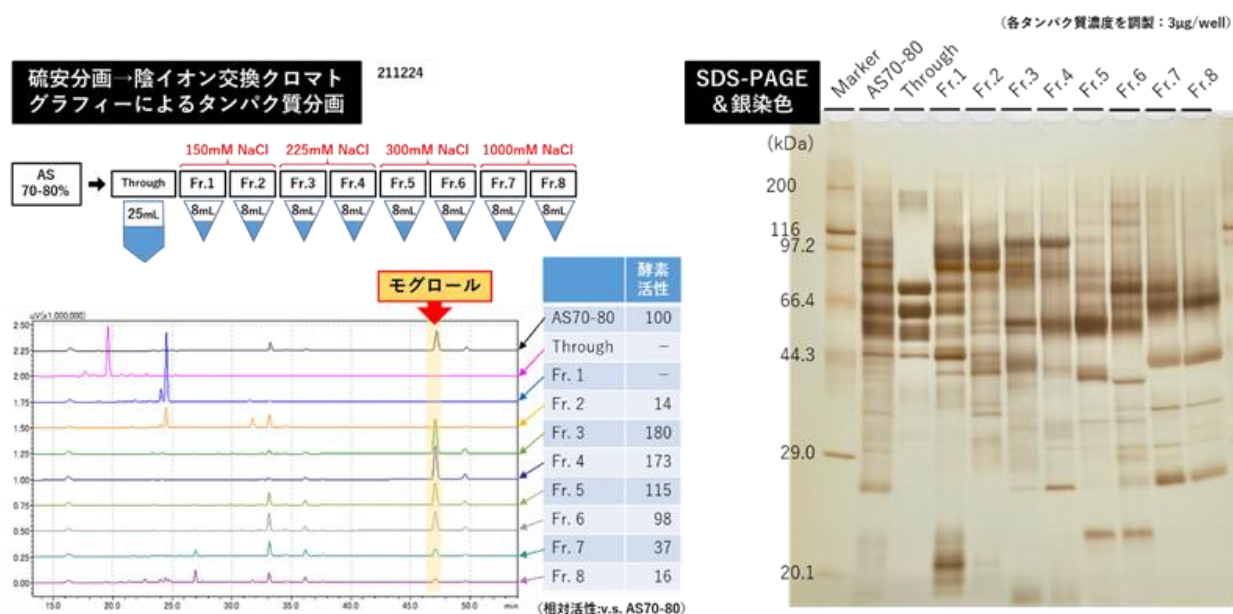 (各タンパク質濃度を調製：3μg/well)
硫安分画→陰イオン交換クロマト
グラフィーによるタンパク質分画
211224
SDS-PAGE
＆銀染色
Marker
AS70-80
Through
Fr.1
Fr.2
Fr.3
Fr.4
Fr.5
Fr.6
Fr.7
Fr.8
(kDa)
200
116
97.2
66.4
44.3
29.0
20.1
150mM NaCl 225mM NaCl 300mM NaCl 1000mM NaCl
AS
70-80%
Through Fr.1 Fr.2 Fr.3 Fr.4 Fr.5 Fr.6 Fr.7 Fr.8
25mL 8mL 8mL 8mL 8mL 8mL 8mL 8mL 8mL
モグロール
酵素
活性
AS70-80 100
Through －
Fr. 1 －
Fr. 2 14
Fr. 3 180
Fr. 4 173
Fr. 5 115
Fr. 6 98
Fr. 7 37
Fr. 8 16
(相対活性:v.s. AS70-80)
uV(x1,000,000)
2.50
2.25
2.00
1.75
1.50
1.25
1.00
0.75
0.50
0.25
0.00
10.0 15.0 20.0 25.0 30.0 35.0 40.0 45.0 50.0 min